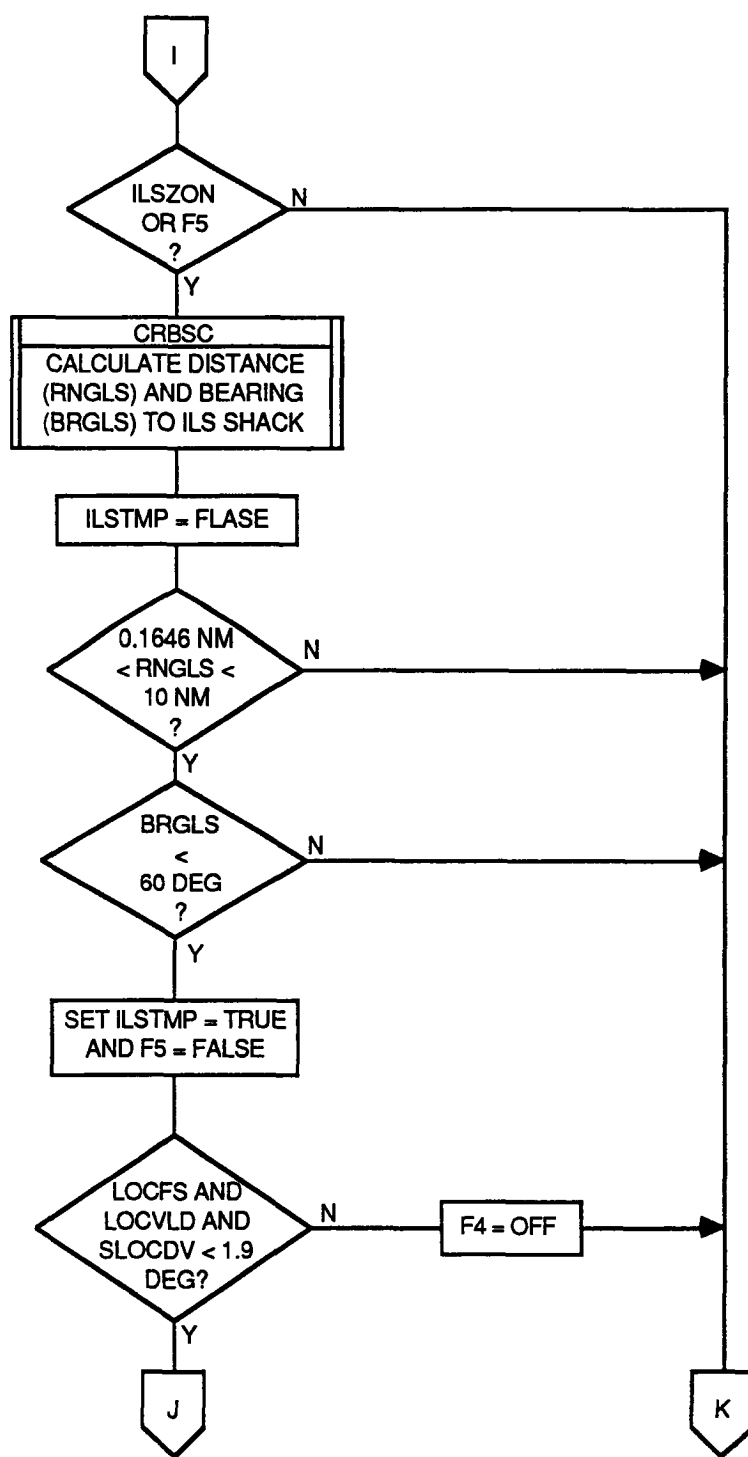 I
ILSZON
OR F5
?
N
Y
CRBSC
CALCULATE DISTANCE
(RNGLS) AND BEARING
(BRGLS) TO ILS SHACK
ILSTMP = FLASE
0.1646 NM
< RNGLS <
10 NM
?
N
Y
BRGLS
<
60 DEG
?
N
Y
SET ILSTMP = TRUE
AND F5 = FALSE
LOCFS AND
LOCVLD AND
SLOCDV < 1.9
DEG?
N
F4 = OFF
Y
J
K